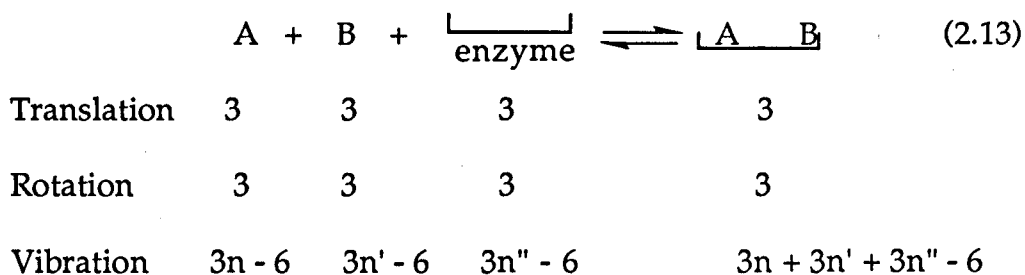 A + B + enzyme ⇌ A B (2.13)
Translation 3 3 3 3
Rotation 3 3 3 3
Vibration 3n - 6 3n' - 6 3n" - 6 3n + 3n' + 3n" - 6